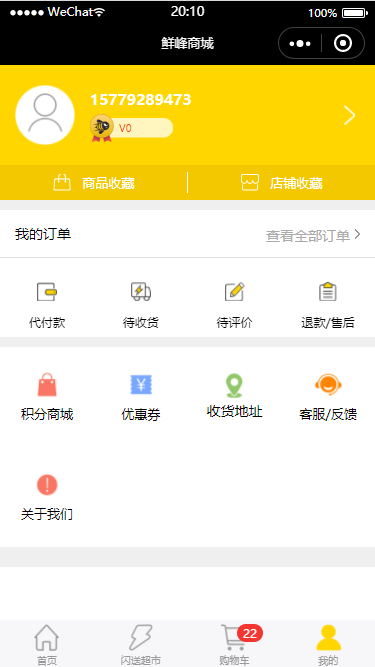 WeChat 20:10 100%
鲜峰商城
15779289473
V0
商品收藏 店铺收藏
我的订单 查看全部订单
代付款 待收货 待评价 退款/售后
积分商城 优惠券 收货地址 客服/反馈
关于我们
22
首页 闪送超市 购物车 我的